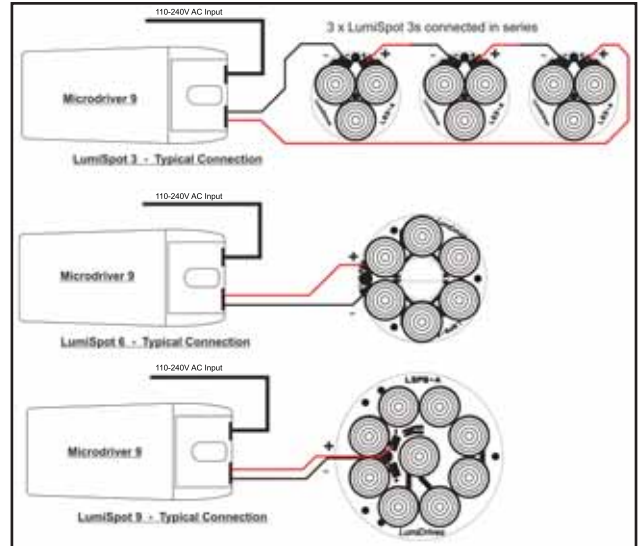 110-240V AC Input
3 x LumiSpot 3s connected in series
Microdriver 9
- + - + - +
LumiSpot 3 - Typical Connection
110-240V AC Input
Microdriver 9
+
-
LumiSpot 6 - Typical Connection
110-240V AC Input
LSP9-A
Microdriver 9
+
-
LumiDrives
LumiSpot 9 - Typical Connection